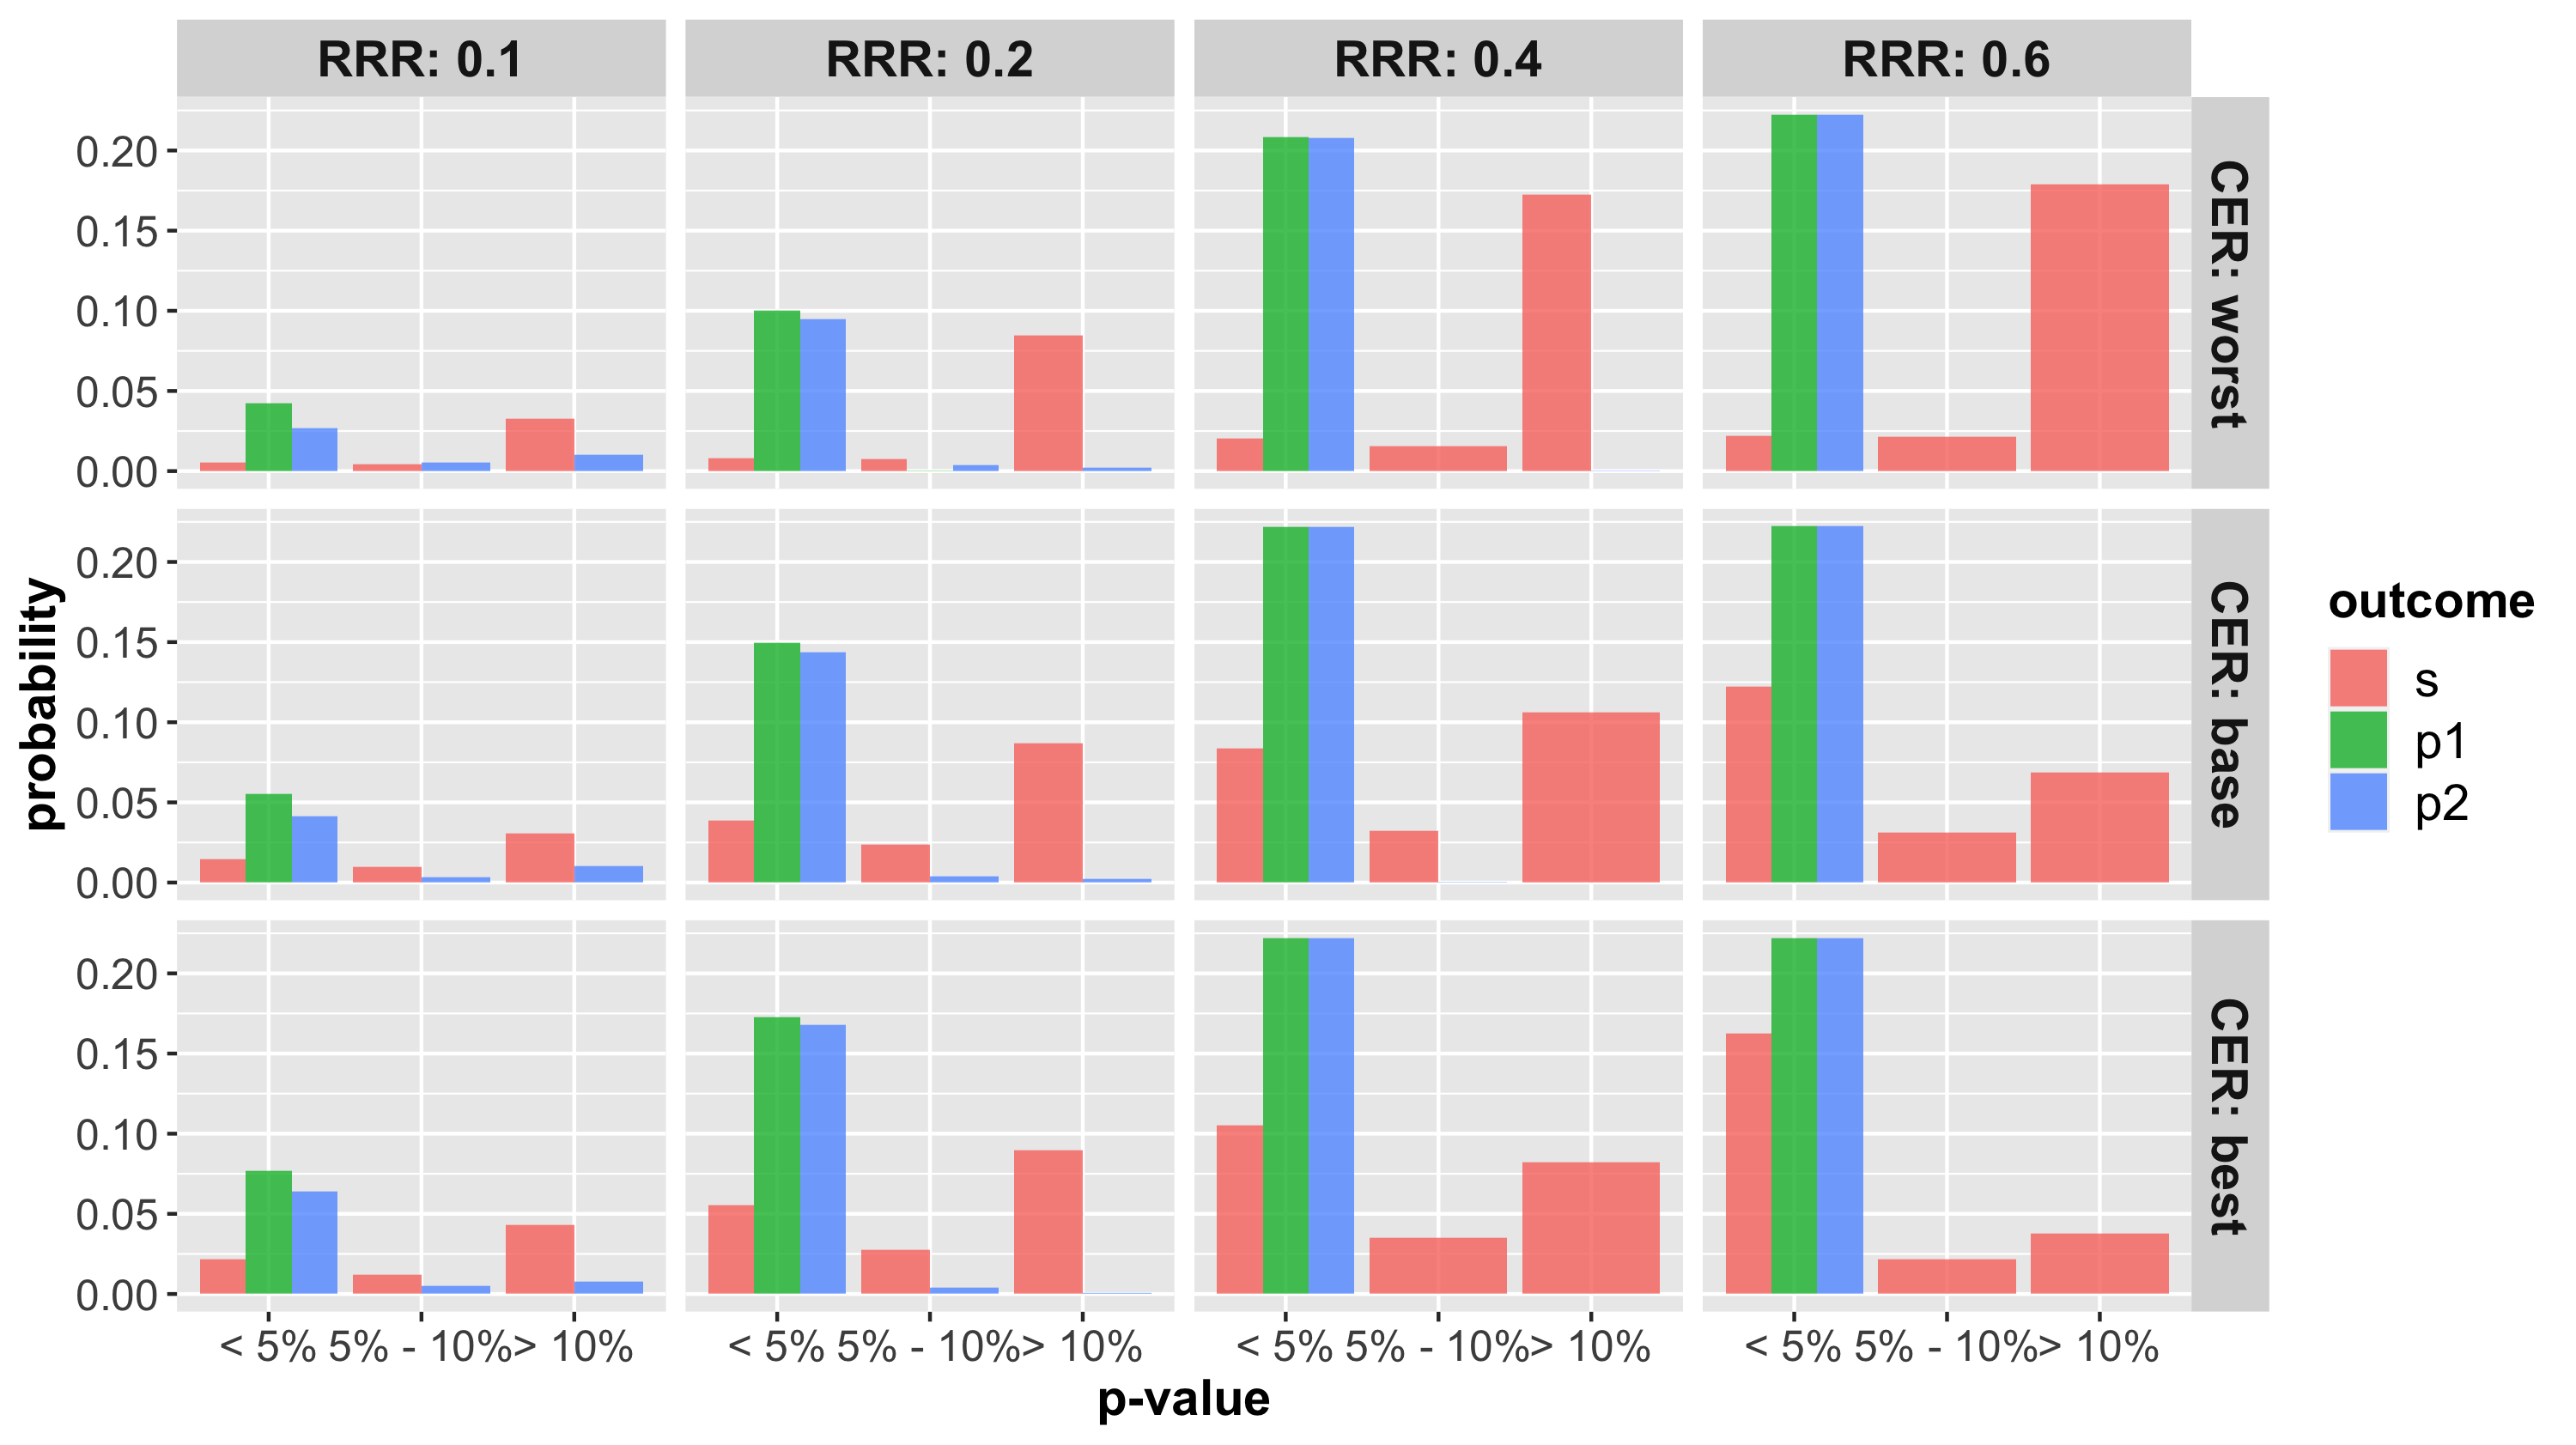 RRR: 0.1 RRR: 0.2 RRR: 0.4 RRR: 0.6
0.20
0.15
0.10
0.05
0.00
CER: worst
0.20
0.15
0.10
0.05
0.00
CER: base
0.20
0.15
0.10
0.05
0.00
CER: best
probability
< 5% 5% - 10% > 10% < 5% 5% - 10% > 10% < 5% 5% - 10% > 10% < 5% 5% - 10% > 10%
p-value
outcome
s
p1
p2